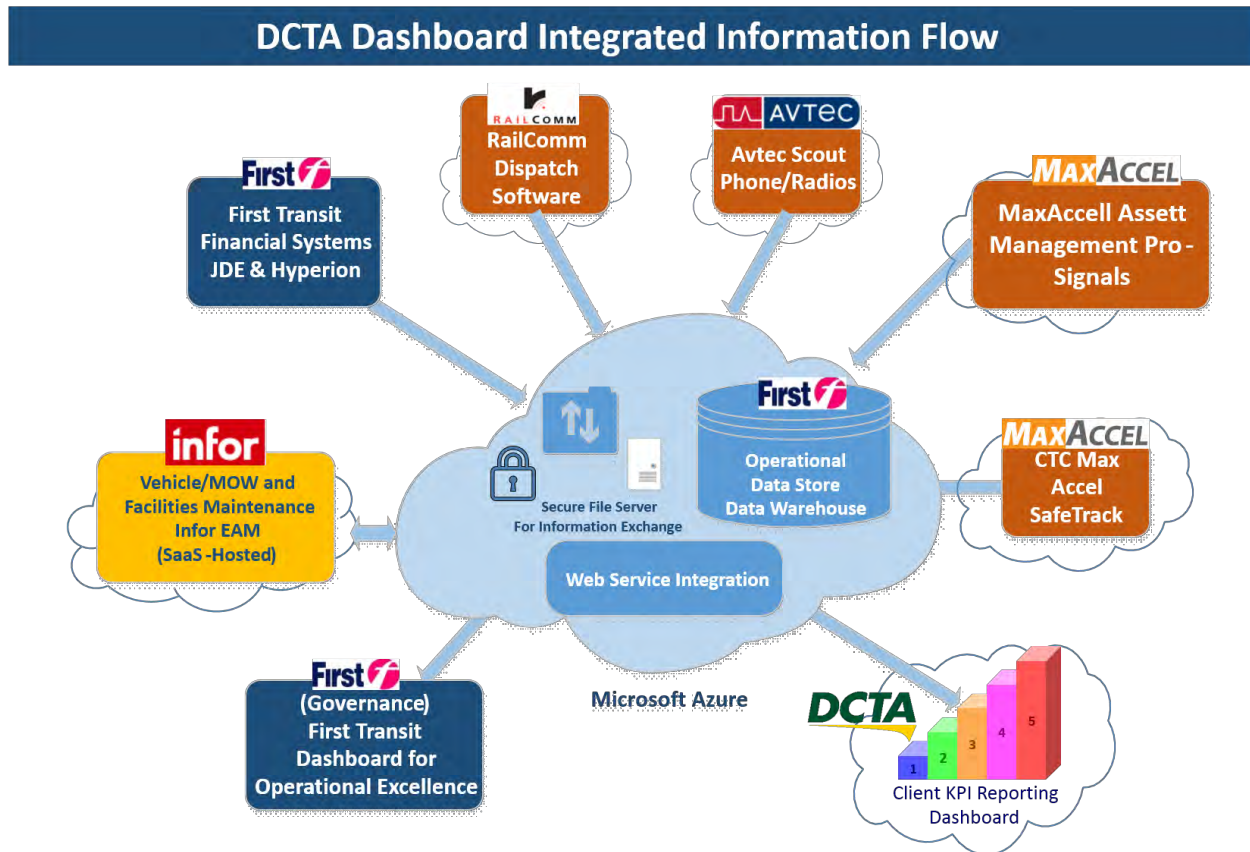 DCTA Dashboard Integrated Information Flow
RAILCOMM
RailComm
Dispatch
Software
AVTEC
Avtec Scout
Phone/Radios
First
First Transit
Financial Systems
JDE & Hyperion
MAXACCEL
MaxAccell Assett
Management Pro -
Signals
First
Operational
Data Store
Data Warehouse
MAXACCEL
CTC Max
Accel
SafeTrack
infor
Vehicle/MOW and
Facilities Maintenance
Infor EAM
(SaaS -Hosted)
Secure File Server
For Information Exchange
Web Service Integration
Microsoft Azure
First
(Governance)
First Transit
Dashboard for
Operational Excellence
DCTA
1
2
3
4
5
Client KPI Reporting
Dashboard